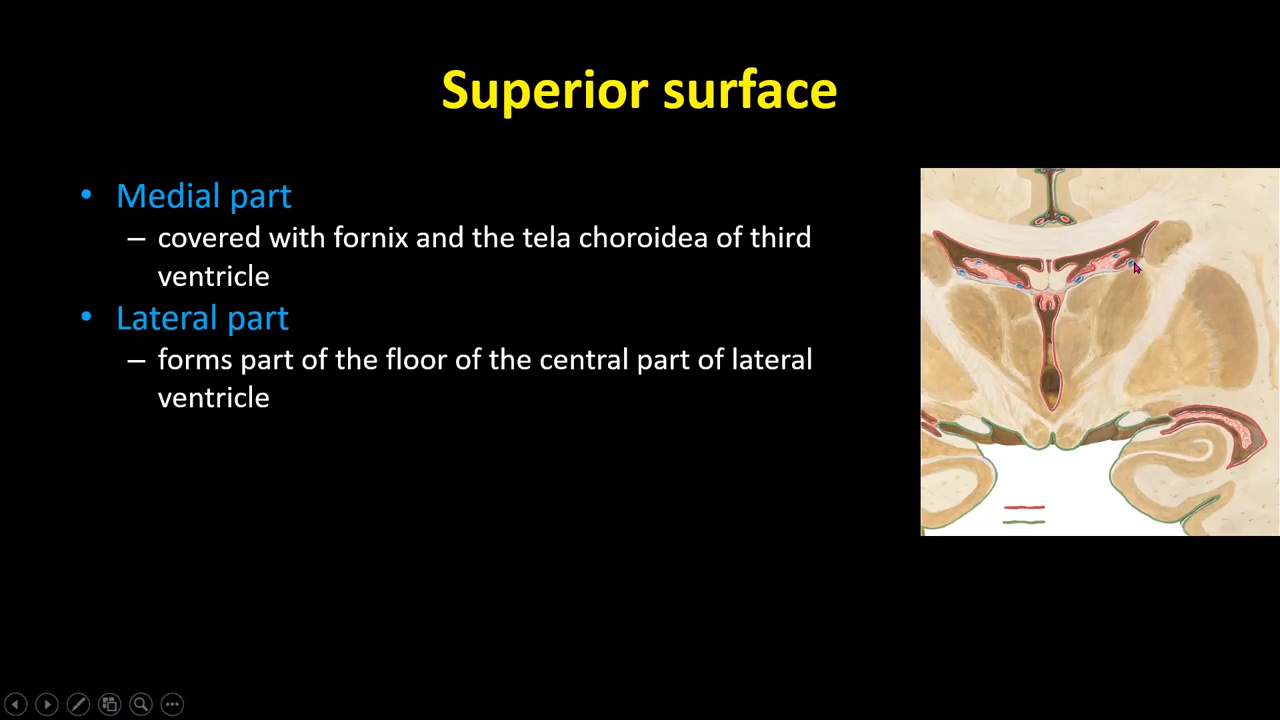 Superior surface
• Medial part
– covered with fornix and the tela choroidea of third
ventricle
• Lateral part
– forms part of the floor of the central part of lateral
ventricle